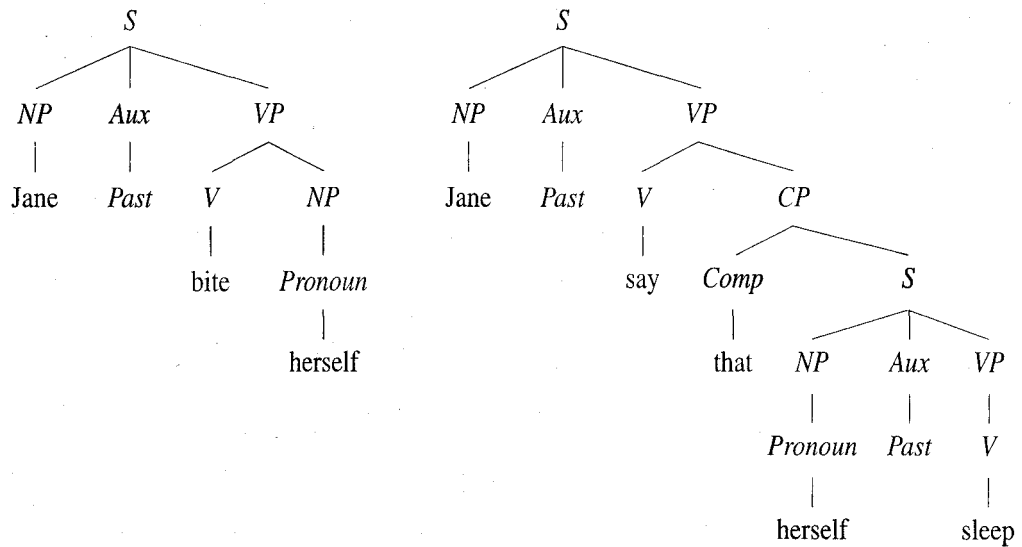 S S
NP Aux VP NP Aux VP
Jane Past V NP Jane Past V CP
bite Pronoun say Comp S
herself that NP Aux VP
Pronoun Past V
herself sleep